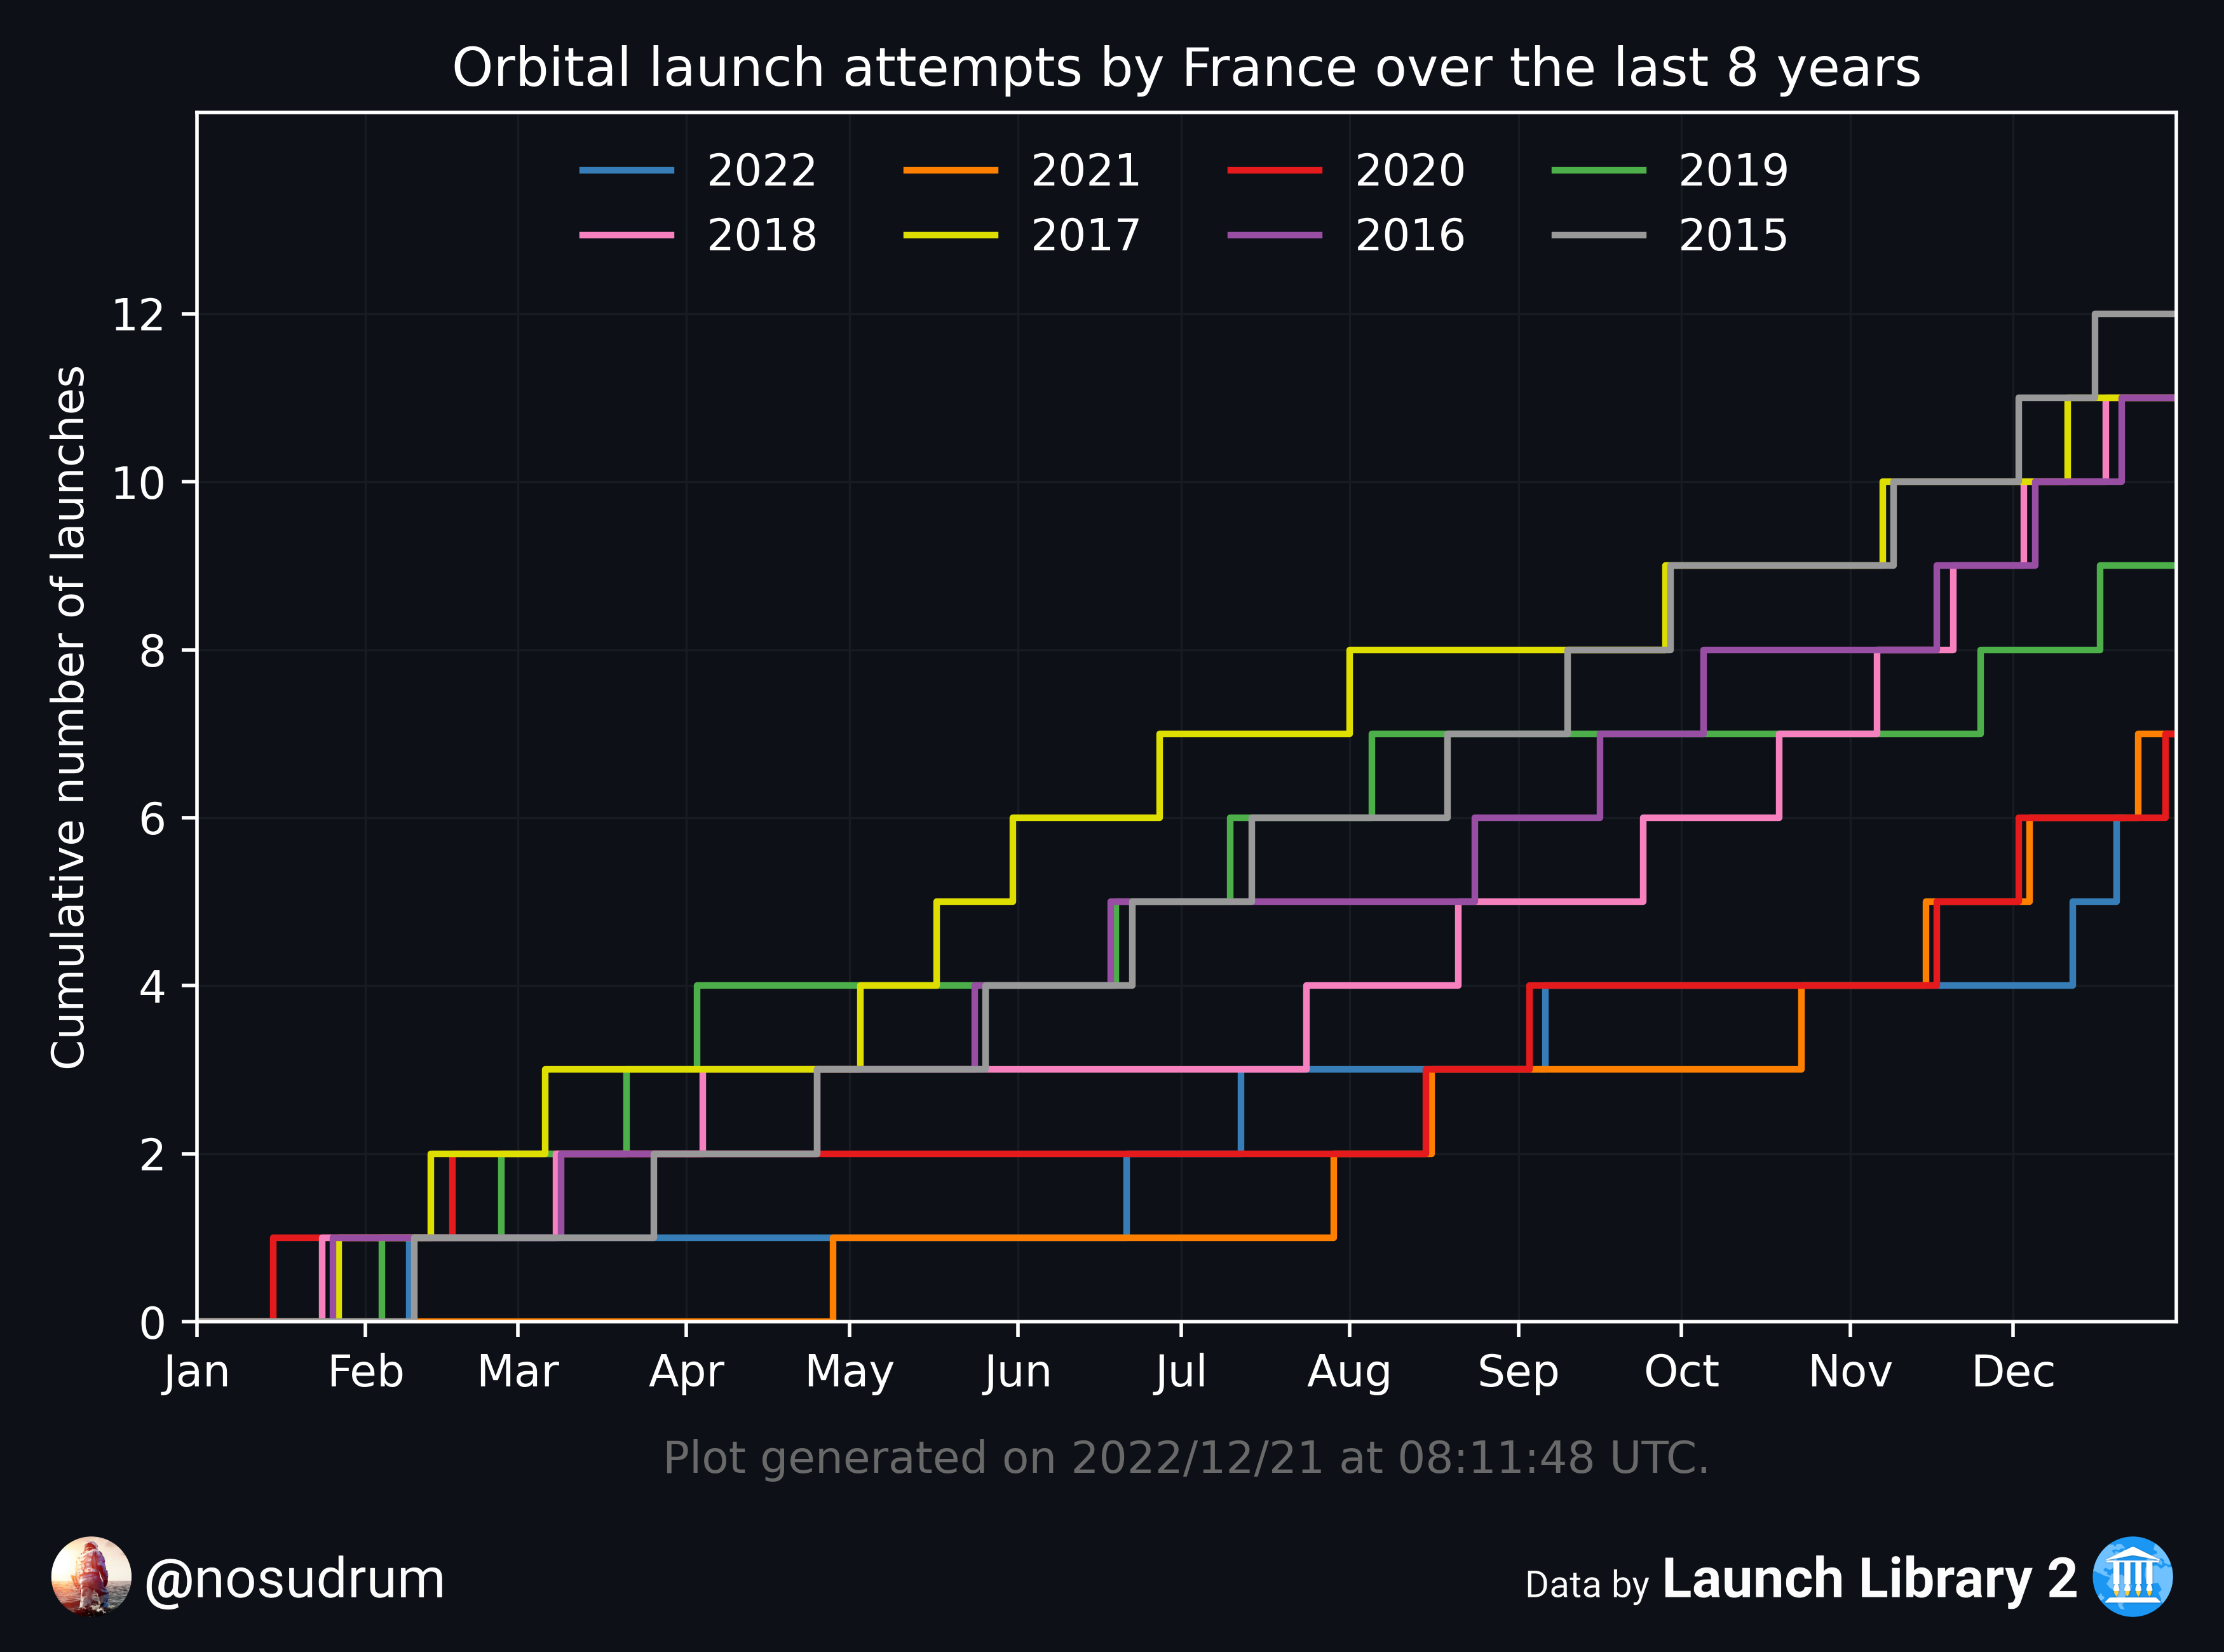 Orbital launch attempts by France over the last 8 years
2022 2021 2020 2019
2018 2017 2016 2015
Cumulative number of launches
12
10
8
6
4
2
0
Jan Feb Mar Apr May Jun Jul Aug Sep Oct Nov Dec
Plot generated on 2022/12/21 at 08:11:48 UTC.
@nosudrum
Data by Launch Library 2